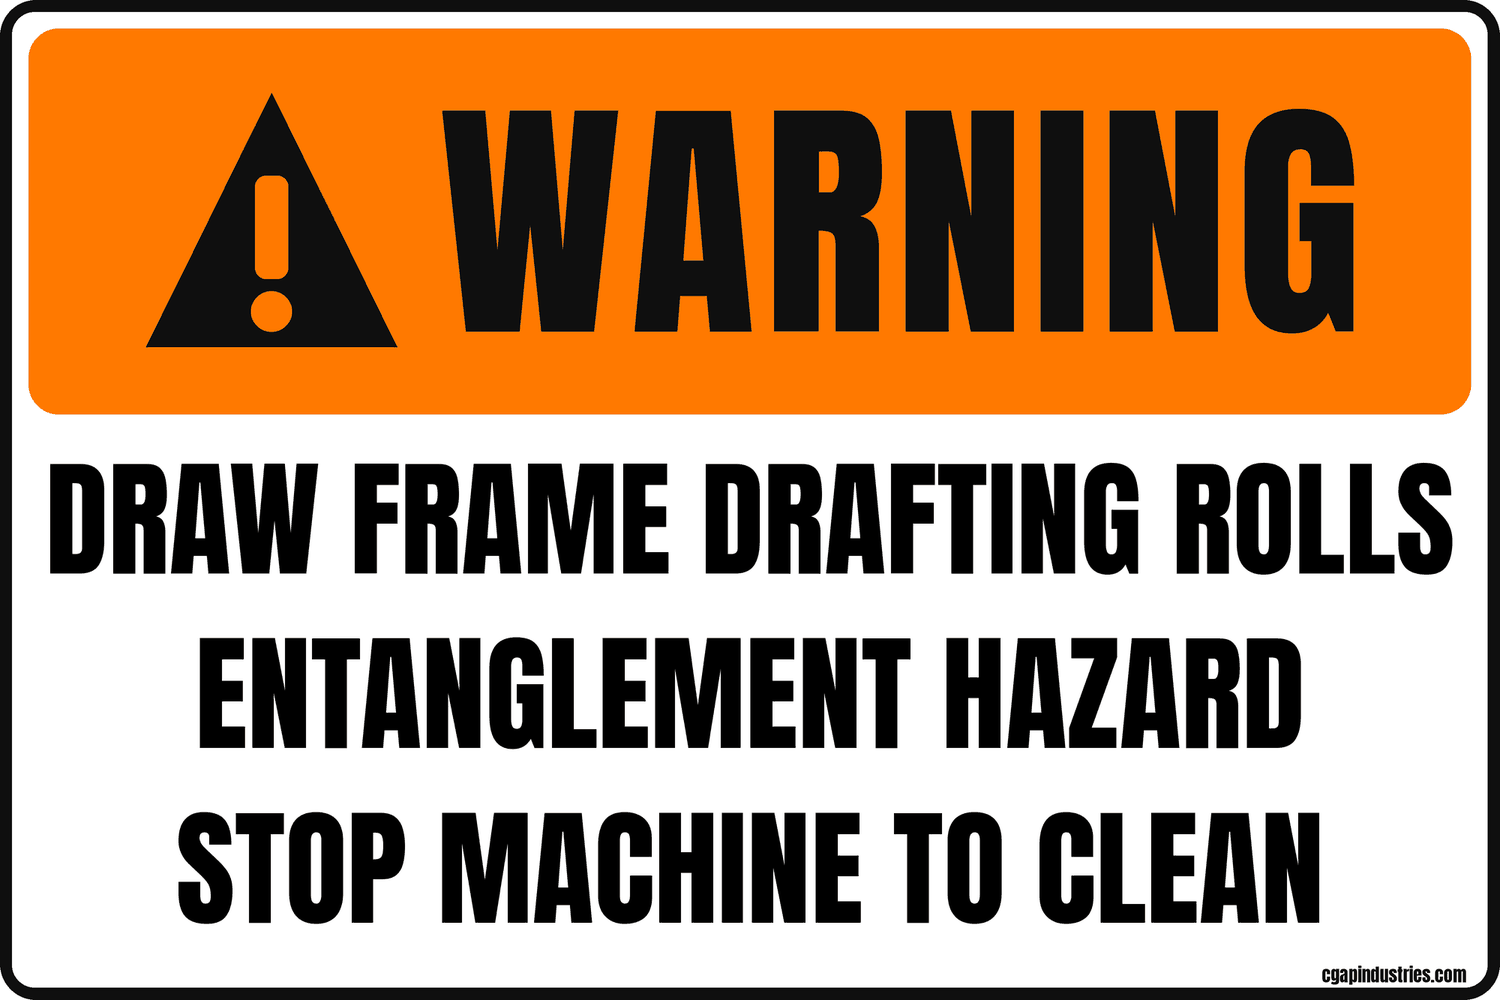 WARNING
DRAW FRAME DRAFTING ROLLS
ENTANGLEMENT HAZARD
STOP MACHINE TO CLEAN
cgapindustries.com